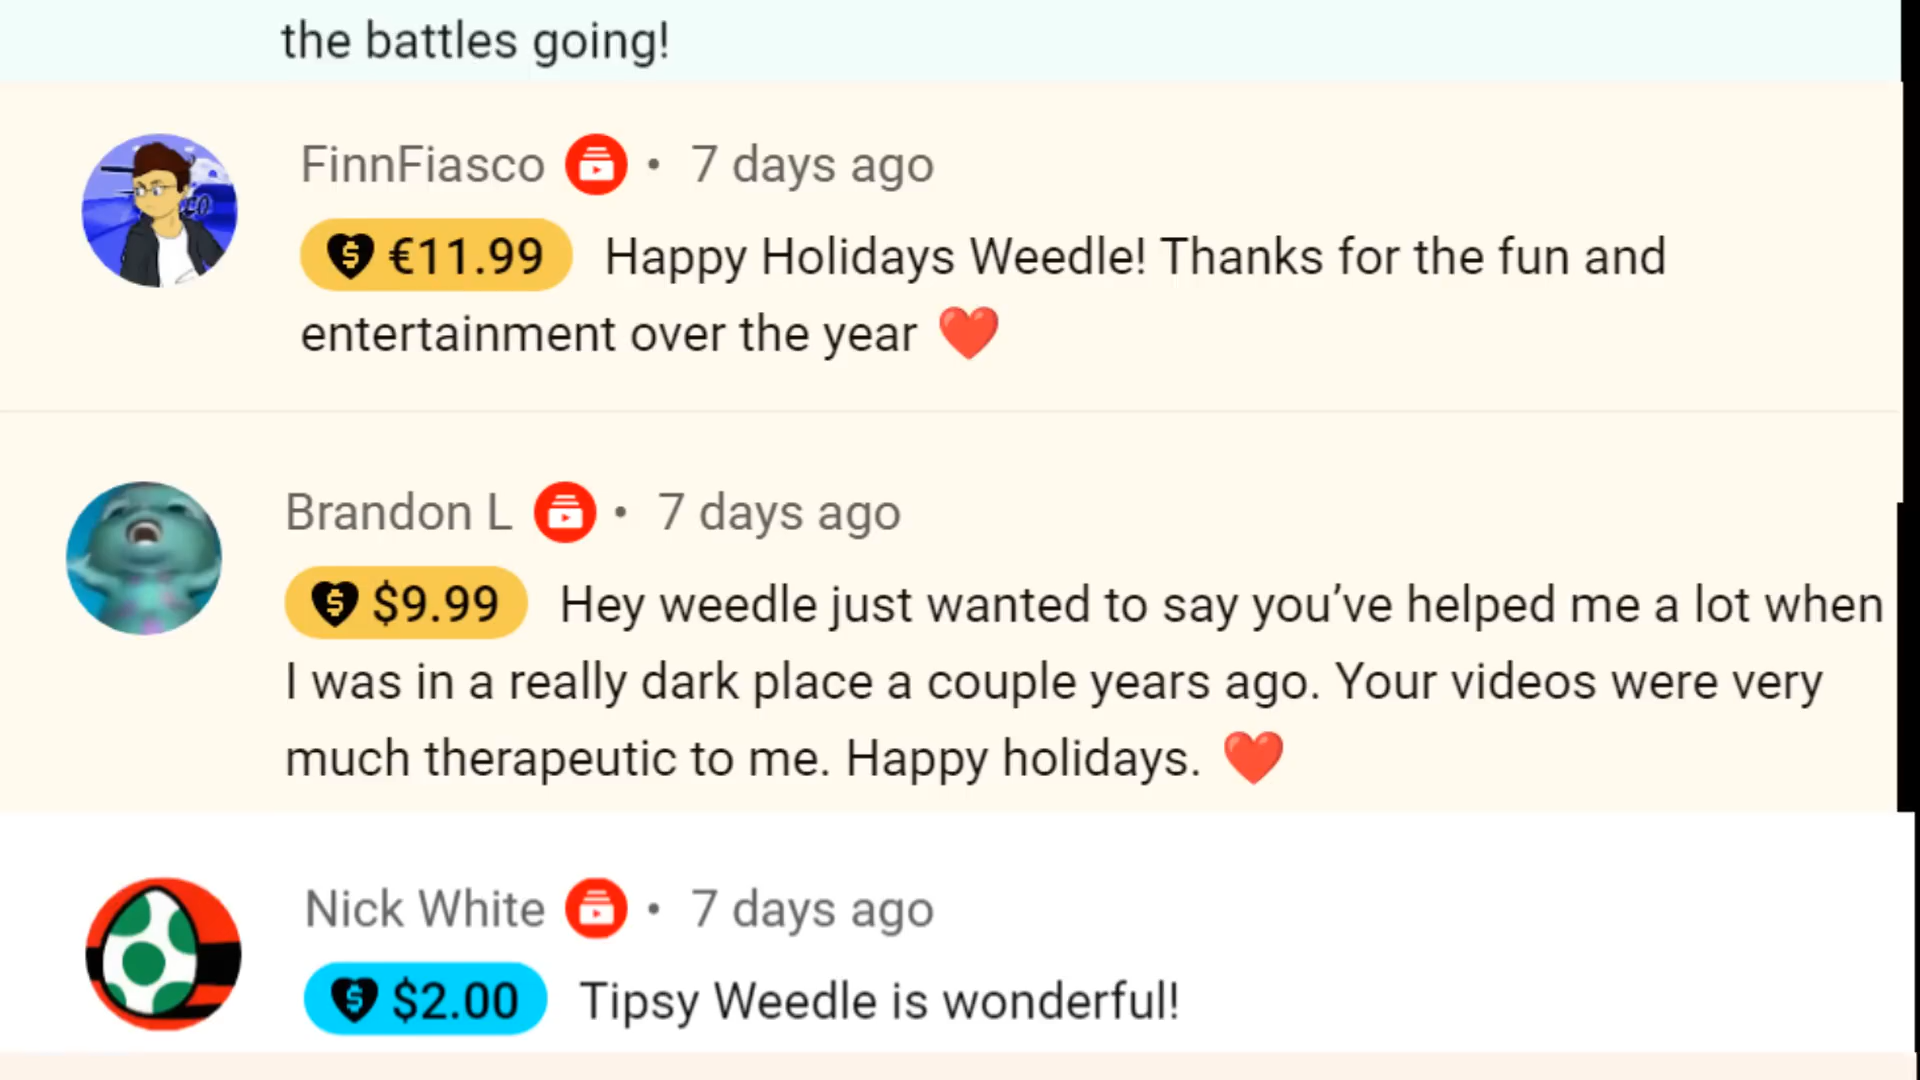 the battles going!
FinnFiasco • 7 days ago
€11.99 Happy Holidays Weedle! Thanks for the fun and
entertainment over the year ❤️
Brandon L • 7 days ago
$9.99 Hey weedle just wanted to say you’ve helped me a lot when
I was in a really dark place a couple years ago. Your videos were very
much therapeutic to me. Happy holidays. ❤️
Nick White • 7 days ago
$2.00 Tipsy Weedle is wonderful!